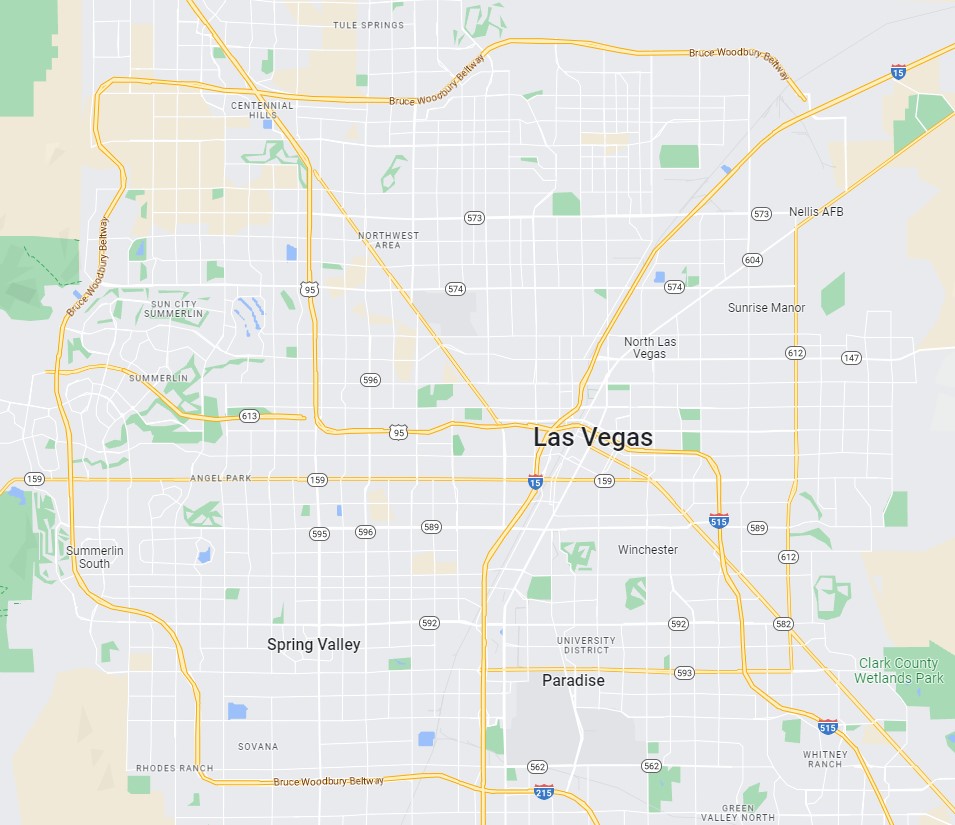 TULE SPRINGS
Bruce Woodbury Beltway
Bruce Woodbury Beltway
15
Bruce Woodbury Beltway
CENTENNIAL
HILLS
573
573
Nellis AFB
NORTHWEST
AREA
604
Bruce Woodbury Beltway
95
574
574
SUN CITY
SUMMERLIN
Sunrise Manor
North Las
Vegas
612
147
SUMMERLIN
596
613
95
Las Vegas
159
ANGEL PARK
159
15
159
595
596
589
515
589
Summerlin
South
Winchester
612
592
592
582
Spring Valley
UNIVERSITY
DISTRICT
593
Paradise
Clark County
Wetlands Park
515
SOVANA
RHODES RANCH
562
562
WHITNEY
RANCH
Bruce Woodbury Beltway
215
GREEN
VALLEY NORTH